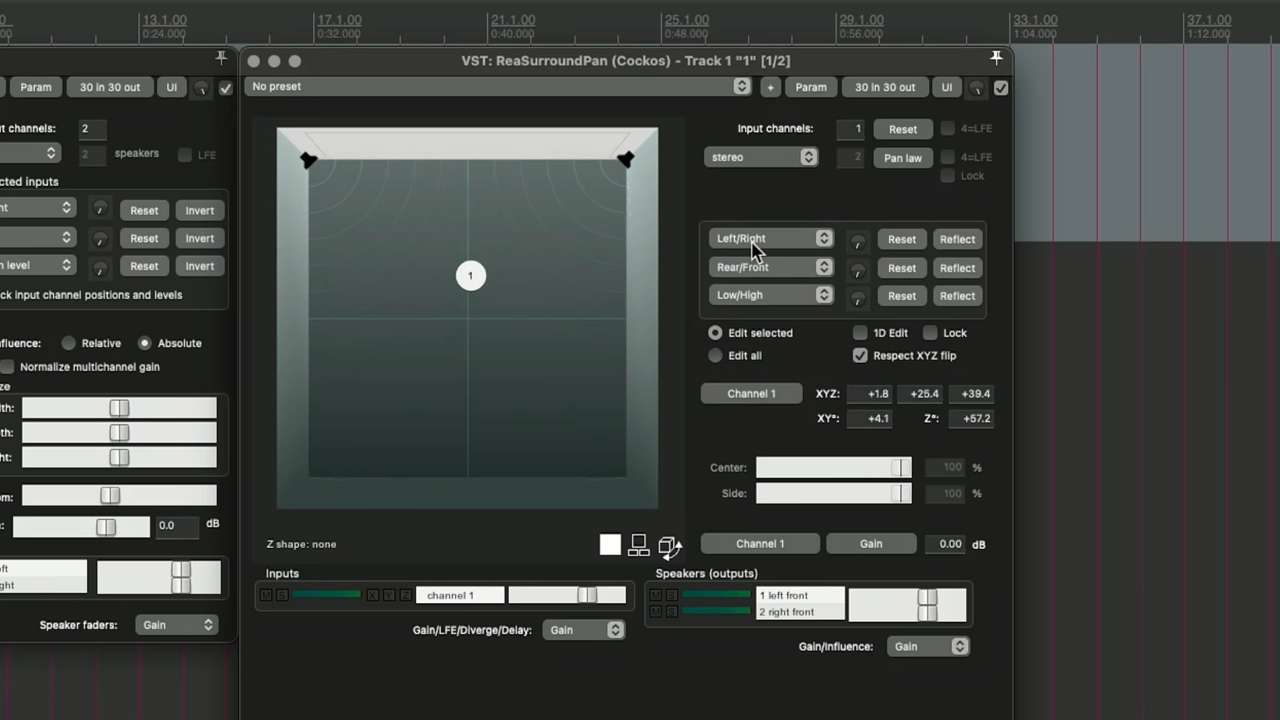 13.1.00 17.1.00 21.1.00 25.1.00 29.1.00 33.1.00 37.1.00
0:24.000 0:32.000 0:40.000 0:48.000 0:56.000 1:04.000 1:12.000
VST: ReaSurroundPan (Cockos) - Track 1 "1" [1/2]
Param 30 in 30 out UI
No preset + Param 30 in 30 out UI
channels: 2
2 speakers LFE
inputs
Reset Invert
Reset Invert
level Reset Invert
input channel positions and levels
Relative Absolute
Normalize multichannel gain
0.0 dB
Speaker faders: Gain
Input channels: 1 Reset 4=LFE
stereo 2 Pan law 4=LFE
Lock
Left/Right Reset Reflect
Rear/Front Reset Reflect
Low/High Reset Reflect
1
Edit selected 1D Edit Lock
Edit all Respect XYZ flip
Channel 1 XYZ: +1.8 +25.4 +39.4
XY°: +4.1 Z°: +57.2
Center: 100 %
Side: 100 %
Z shape: none
Channel 1 Gain 0.00 dB
Inputs
M S X Y Z channel 1
Gain/LFE/Diverge/Delay: Gain
Speakers (outputs)
M S 1 left front
M S 2 right front
Gain/Influence: Gain